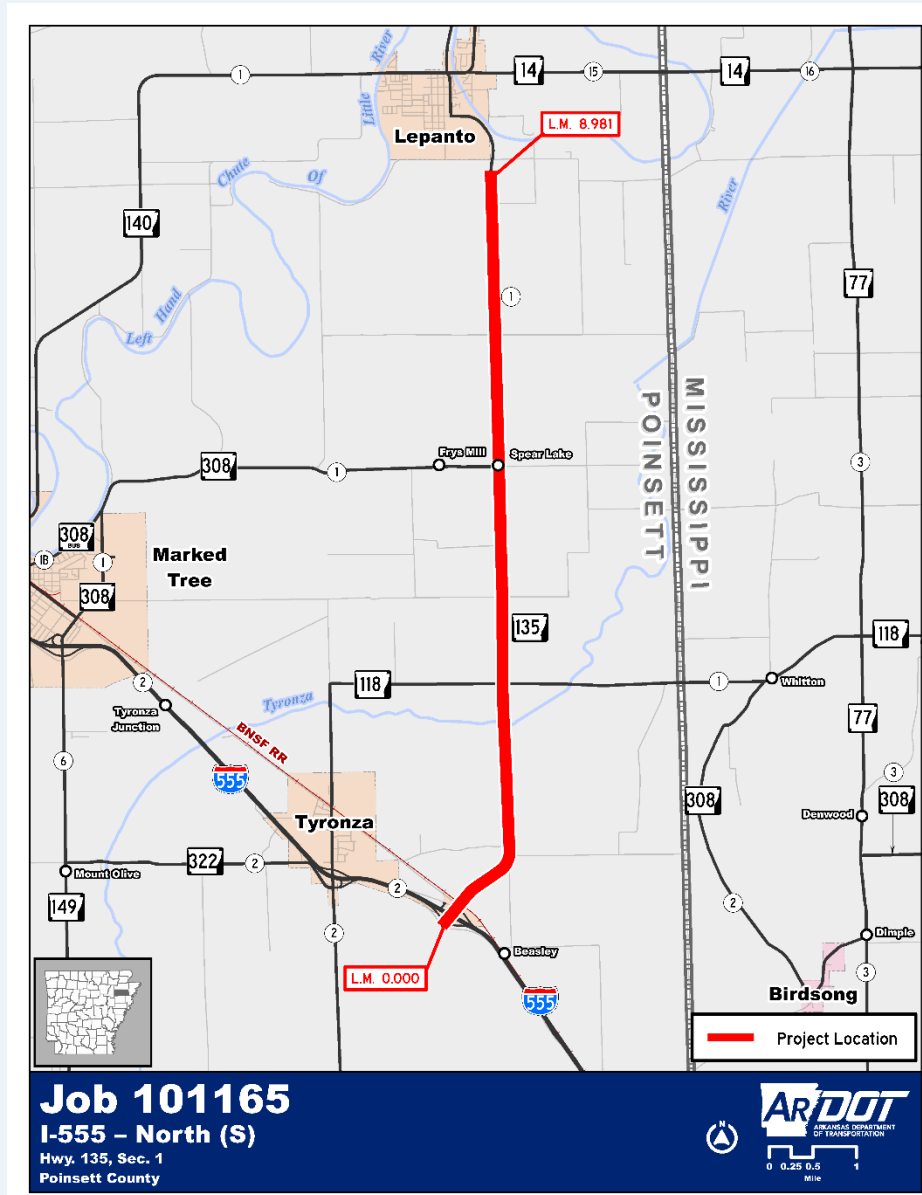 1
14
15
14
16
River
Little
Lepanto
L.M. 8.981
Chute
Of
River
140
Hand
Left
1
77
MISSISSIPPI
POINSETT
Frys Mill
Spear Lake
308
1
3
308
BUS
1B
Marked
Tree
1
308
135
118
118
1
Whitton
2
Tyronza
Junction
Tyronza
BNSF RR
77
6
555
3
308
308
Denwood
Tyronza
322
2
Mount Olive
2
149
2
2
Dimple
Beasley
3
L.M. 0.000
Birdsong
555
Project Location
Job 101165
I-555 – North (S)
Hwy. 135, Sec. 1
Poinsett County
N
ARDOT
ARKANSAS DEPARTMENT
OF TRANSPORTATION
0 0.25 0.5 1
Mile